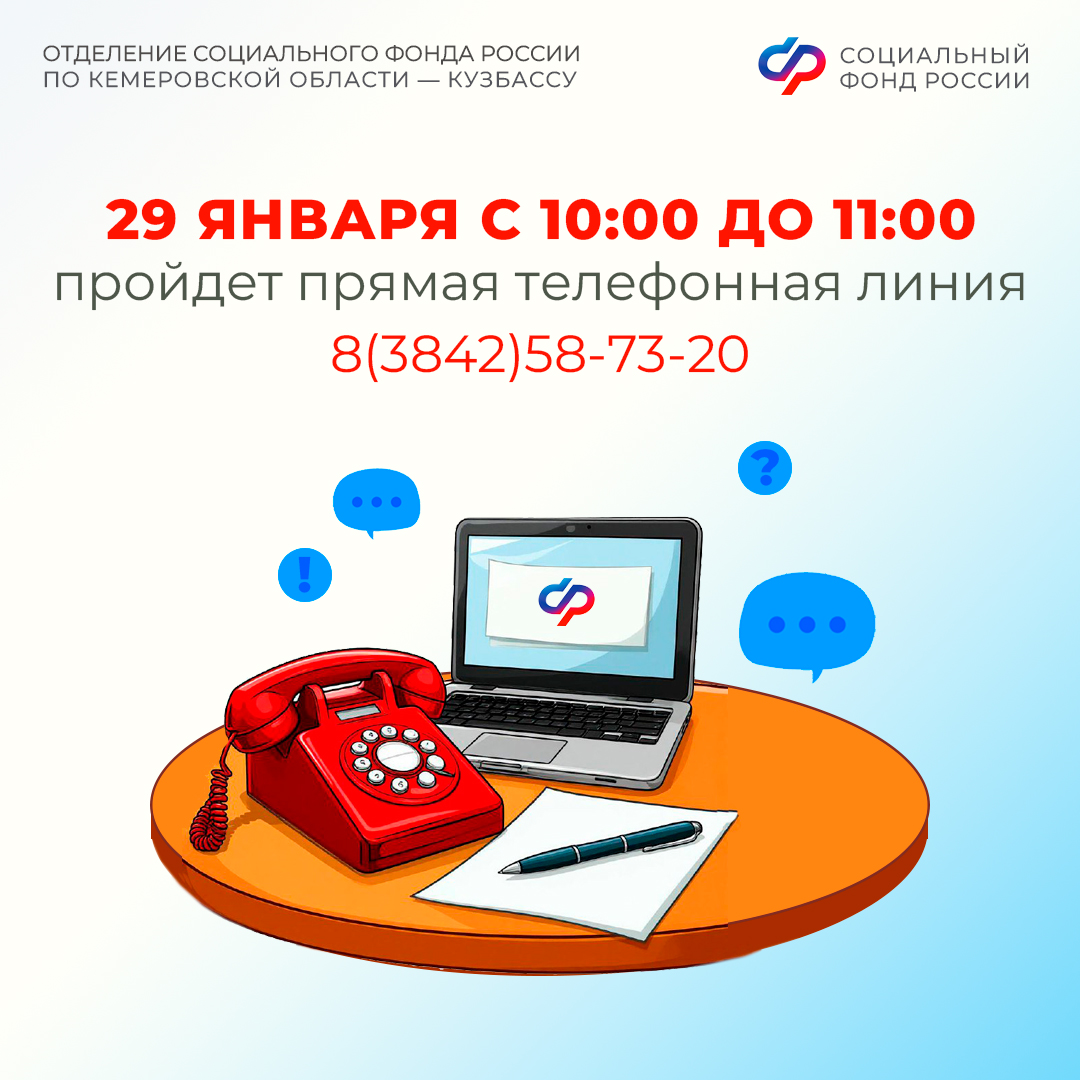 ОТДЕЛЕНИЕ СОЦИАЛЬНОГО ФОНДА РОССИИ
ПО КЕМЕРОВСКОЙ ОБЛАСТИ — КУЗБАССУ
СОЦИАЛЬНЫЙ
ФОНД РОССИИ
29 ЯНВАРЯ С 10:00 ДО 11:00
пройдет прямая телефонная линия
8(3842)58-73-20
?
!